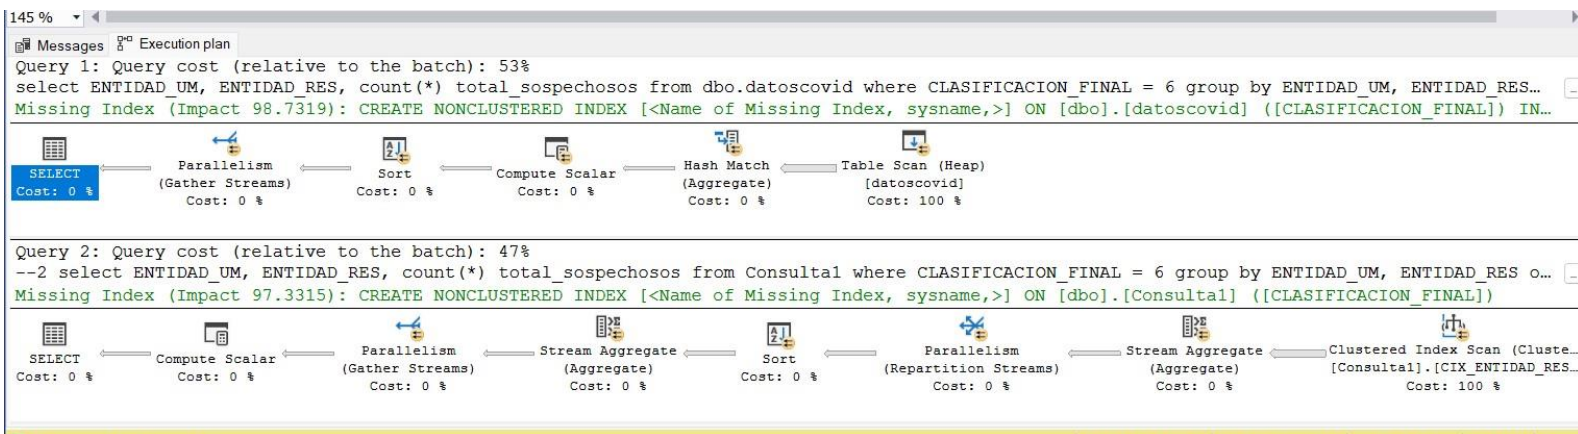 145 %
Messages Execution plan
Query 1: Query cost (relative to the batch): 53%
select ENTIDAD_UM, ENTIDAD_RES, count(*) total_sospechosos from dbo.datoscovid where CLASIFICACION_FINAL = 6 group by ENTIDAD_UM, ENTIDAD_RES…
Missing Index (Impact 98.7319): CREATE NONCLUSTERED INDEX [<Name of Missing Index, sysname,>] ON [dbo].[datoscovid] ([CLASIFICACION_FINAL]) IN…
SELECT
Cost: 0 %
Parallelism
(Gather Streams)
Cost: 0 %
Sort
Cost: 0 %
Compute Scalar
Cost: 0 %
Hash Match
(Aggregate)
Cost: 0 %
Table Scan (Heap)
[datoscovid]
Cost: 100 %
Query 2: Query cost (relative to the batch): 47%
--2 select ENTIDAD_UM, ENTIDAD_RES, count(*) total_sospechosos from Consulta1 where CLASIFICACION_FINAL = 6 group by ENTIDAD_UM, ENTIDAD_RES o…
Missing Index (Impact 97.3315): CREATE NONCLUSTERED INDEX [<Name of Missing Index, sysname,>] ON [dbo].[Consulta1] ([CLASIFICACION_FINAL])
SELECT
Cost: 0 %
Compute Scalar
Cost: 0 %
Parallelism
(Gather Streams)
Cost: 0 %
Stream Aggregate
(Aggregate)
Cost: 0 %
Sort
Cost: 0 %
Parallelism
(Repartition Streams)
Cost: 0 %
Stream Aggregate
(Aggregate)
Cost: 0 %
Clustered Index Scan (Cluste…
[Consulta1].[CIX_ENTIDAD_RES…
Cost: 100 %